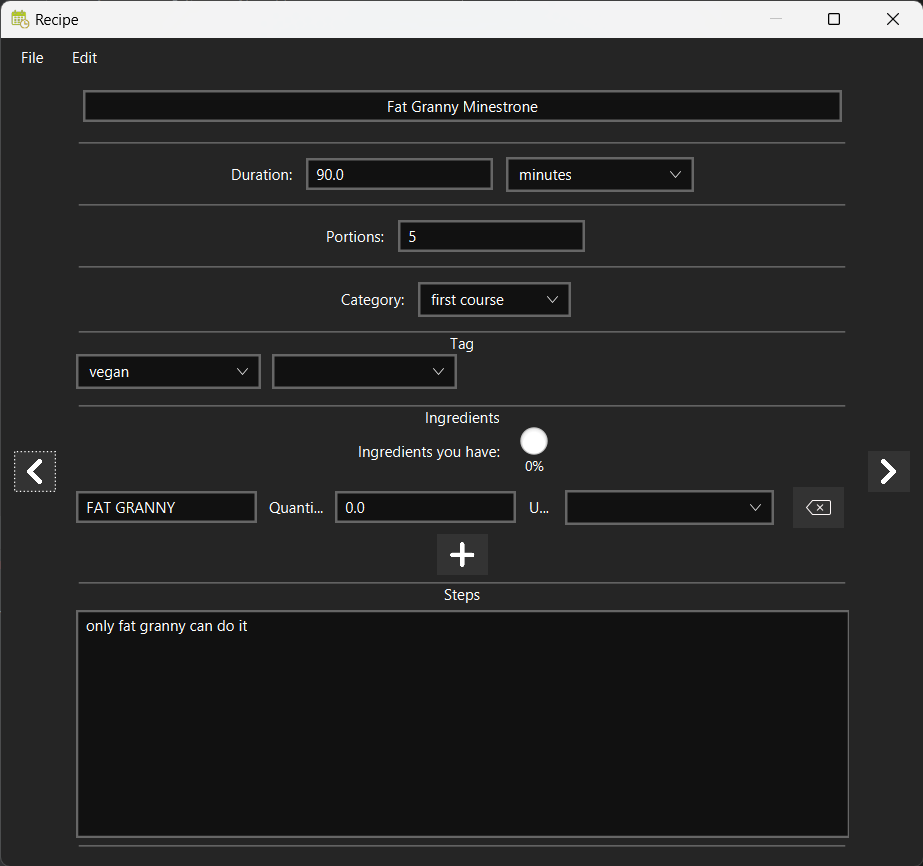 Recipe
File Edit
Fat Granny Minestrone
Duration: 90.0 minutes
Portions: 5
Category: first course
Tag
vegan
Ingredients
Ingredients you have:
0%
FAT GRANNY Quanti... 0.0 U...
Steps
only fat granny can do it